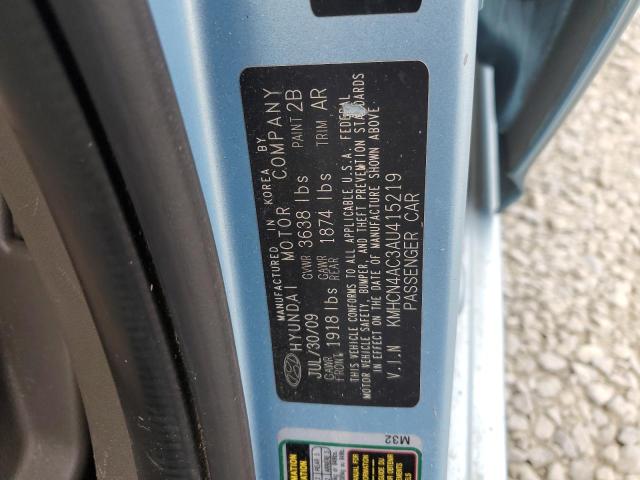 MANUFACTURED IN KOREA BY
HYUNDAI MOTOR COMPANY
JUL/30/09 GVWR 3638 lbs PAINT 2B
GAWR FRONT 1918 lbs GAWR REAR 1874 lbs TRIM AR
THIS VEHICLE CONFORMS TO ALL APPLICABLE U.S.A. FEDERAL
MOTOR VEHICLE SAFETY, BUMPER, AND THEFT PREVENTION STANDARDS
IN EFFECT ON THE DATE OF MANUFACTURE SHOWN ABOVE
V.I.N KMHCN4AC3AU415219
PASSENGER CAR
M32